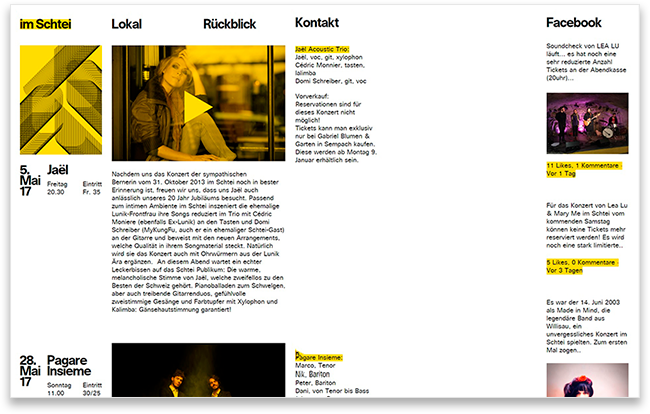 im Schtei
Lokal
Rückblick
Kontakt
Facebook
5.
Mai
17
Jaël
Freitag
20.30
Eintritt
Fr. 35
Nachdem uns das Konzert der sympathischen
Bernerin vom 31. Oktober 2013 im Schtei noch in bester
Erinnerung ist, freuen wir uns, dass uns Jaël auch
anlässlich unseres 20 Jahr Jubiläums besucht. Passend
zum intimen Ambiente im Schtei inszeniert die ehemalige
Lunik-Frontfrau ihre Songs reduziert im Trio mit Cédric
Moniere (ebenfalls Ex-Lunik) an den Tasten und Domi
Schreiber (MyKungFu, auch er ein ehemaliger Schtei-Gast)
an der Gitarre und beweist mit den neuen Arrangements,
welche Qualität in ihrem Songmaterial steckt. Natürlich
wird sie das Konzert auch mit Ohrwürmern aus der Lunik
Ära ergänzen. An diesem Abend wartet ein echter
Leckerbissen auf das Schtei Publikum: Die warme,
melancholische Stimme von Jaël, welche zweifellos zu den
Besten der Schweiz gehört. Pianoballaden zum Schwelgen,
aber auch treibende Gitarrenduos, gefühlvolle
zweistimmige Gesänge und Farbtupfer mit Xylophon und
Kalimba: Gänsehautstimmung garantiert!
Jaël Acoustic Trio:
Jaël, voc, git, xylophon
Cédric Monnier, tasten,
lalimba
Domi Schreiber, git, voc
Vorverkauf:
Reservationen sind für
dieses Konzert nicht
möglich!
Tickets kann man exklusiv
nur bei Gabriel Blumen &
Garten in Sempach kaufen.
Diese werden ab Montag 9.
Januar erhältlich sein.
Soundcheck von LEA LU
läuft... es hat noch eine
sehr reduzierte Anzahl
Tickets an der Abendkasse
(20uhr)...
11 Likes, 1 Kommentare ·
Vor 1 Tag
Für das Konzert von Lea Lu
& Mary Me im Schtei vom
kommenden Samstag
können keine Tickets mehr
reserviert werden! Es wird
noch eine stark limitierte..
5 Likes, 0 Kommentare ·
Vor 3 Tagen
Es war der 14. Juni 2003
als Made in Mind, die
legendäre Band aus
Willisau, ein
unvergessliches Konzert im
Schtei spielten. Zum ersten
Mal zogen..
28.
Mai
17
Pagare
Insieme
Sonntag
11.00
Eintritt
30/25
Pagare Insieme:
Marco, Tenor
Nik, Bariton
Peter, Bariton
Dani, von Tenor bis Bass